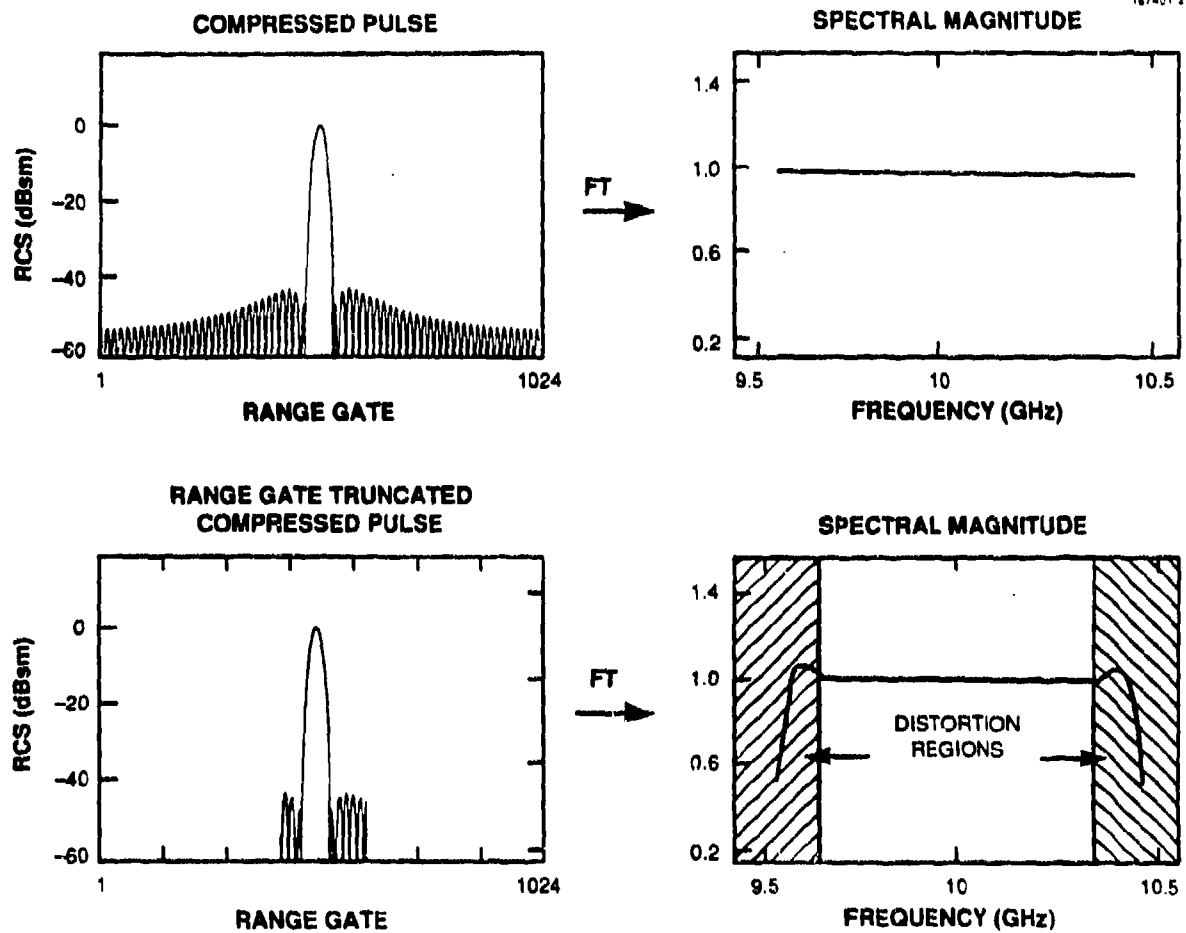 COMPRESSED PULSE
RCS (dBsm)
0
−20
−40
−60
1
1024
RANGE GATE
FT
SPECTRAL MAGNITUDE
1.4
1.0
0.6
0.2
9.5
10
10.5
FREQUENCY (GHz)
RANGE GATE TRUNCATED
COMPRESSED PULSE
RCS (dBsm)
0
−20
−40
−60
1
1024
RANGE GATE
FT
SPECTRAL MAGNITUDE
1.4
1.0
0.6
0.2
DISTORTION
REGIONS
9.5
10
10.5
FREQUENCY (GHz)